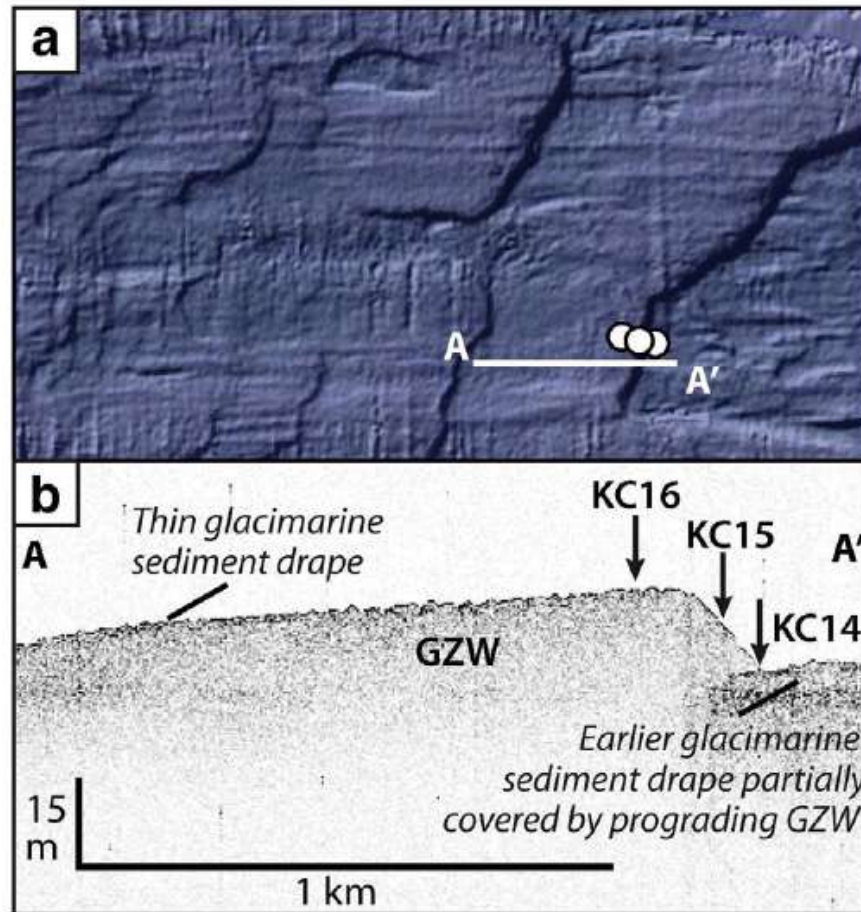 a
A
A'
b
Thin glacimarine
sediment drape
A
KC16
KC15
A'
KC14
GZW
Earlier glacimarine
sediment drape partially
covered by prograding GZW
15
m
1 km